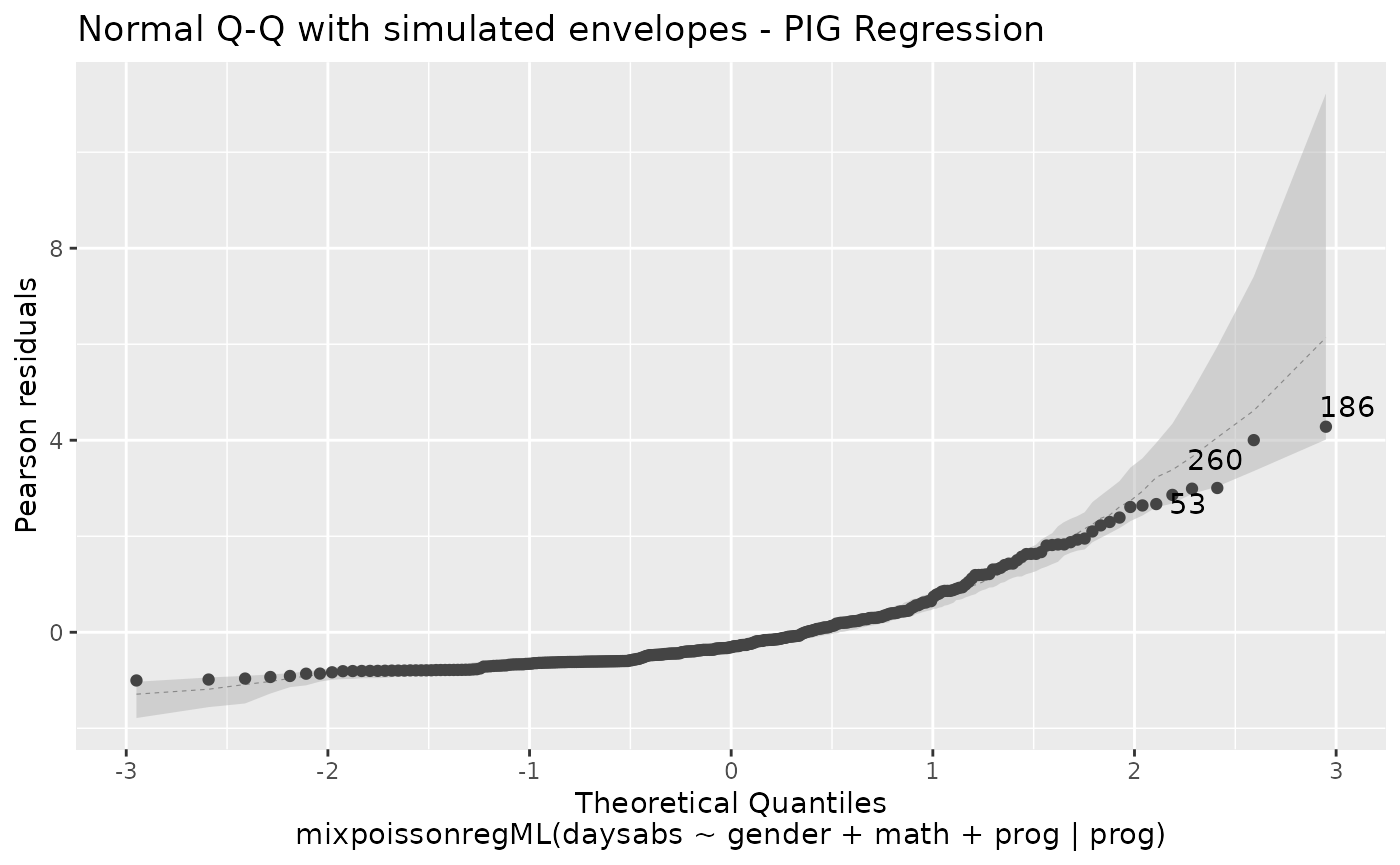 Normal Q-Q with simulated envelopes - PIG Regression
8
4
0
Pearson residuals
186
260
53
-3 -2 -1 0 1 2 3
Theoretical Quantiles
mixpoissonregML(daysabs ~ gender + math + prog | prog)